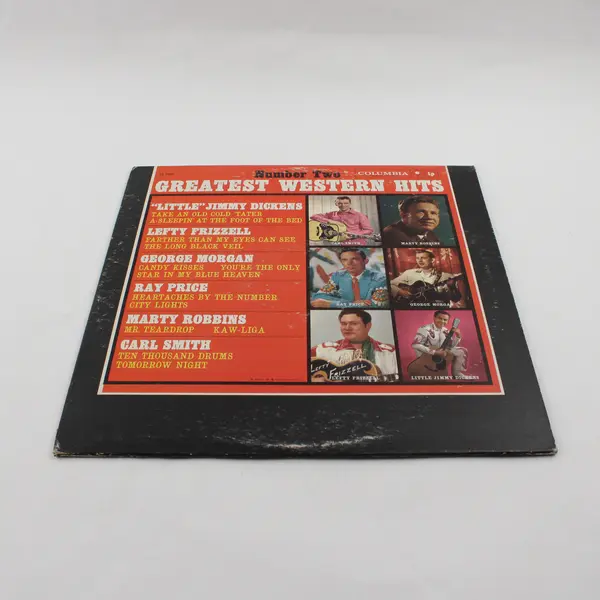 Number Two COLUMBIA
GREATEST WESTERN HITS
"LITTLE" JIMMY DICKENS
TAKE AN OLD COLD 'TATER
A-SLEEPIN' AT THE FOOT OF THE BED
LEFTY FRIZZELL
FARTHER THAN MY EYES CAN SEE
THE LONG BLACK VEIL
GEORGE MORGAN
CANDY KISSES YOU'RE THE ONLY
STAR IN MY BLUE HEAVEN
RAY PRICE
HEARTACHES BY THE NUMBER
CITY LIGHTS
MARTY ROBBINS
MR. TEARDROP KAW-LIGA
CARL SMITH
TEN THOUSAND DRUMS
TOMORROW NIGHT
CARL SMITH
MARTY ROBBINS
RAY PRICE
GEORGE MORGAN
LEFTY FRIZZELL
LEFTY FRIZZELL
LITTLE JIMMY DICKENS